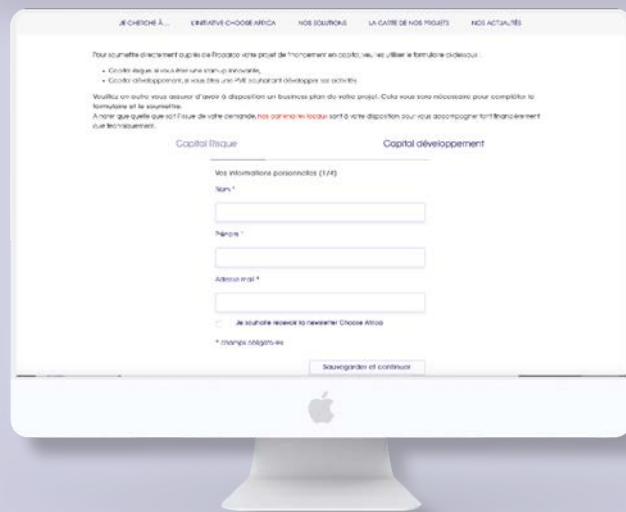 JE CHERCHE À... L'INITIATIVE CHOOSE AFRICA NOS SOLUTIONS LA CARTE DE NOS PROJETS NOS ACTUALITÉS
Pour soumettre directement auprès de Proparco votre projet de financement en capital, veuillez utiliser le formulaire ci-dessous :
• Capital risque, si vous êtes une start-up innovante,
• Capital développement, si vous êtes une PME souhaitant développer ses activités.
Veuillez en outre vous assurer d'avoir à disposition un business plan de votre projet. Cela vous sera nécessaire pour compléter le
formulaire et le soumettre.
A noter que quelle que soit l'issue de votre demande, nos partenaires locaux sont à votre disposition pour vous accompagner tant financièrement
que techniquement.
Capital Risque Capital développement
Vos informations personnelles (1/4)
Nom *
Prénom *
Adresse mail *
Je souhaite recevoir la newsletter Choose Africa
* champs obligatoires
Sauvegarder et continuer